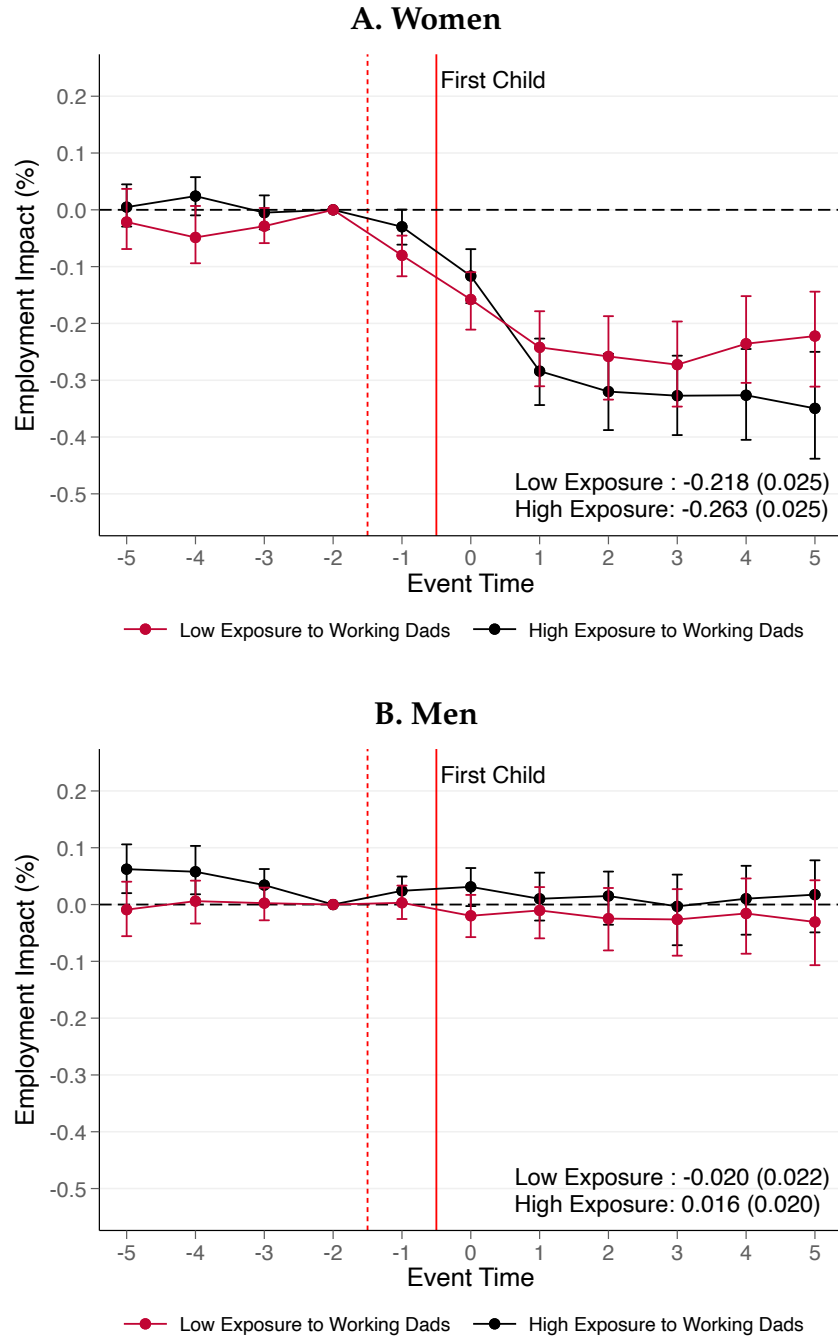 A. Women
First Child
0.2
0.1
0.0
-0.1
-0.2
-0.3
-0.4
-0.5
Employment Impact (%)
Low Exposure : -0.218 (0.025)
High Exposure: -0.263 (0.025)
-5 -4 -3 -2 -1 0 1 2 3 4 5
Event Time
Low Exposure to Working Dads High Exposure to Working Dads
B. Men
First Child
0.2
0.1
0.0
-0.1
-0.2
-0.3
-0.4
-0.5
Employment Impact (%)
Low Exposure : -0.020 (0.022)
High Exposure: 0.016 (0.020)
-5 -4 -3 -2 -1 0 1 2 3 4 5
Event Time
Low Exposure to Working Dads High Exposure to Working Dads